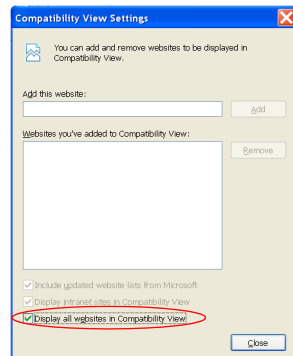 Compatibility View Settings
You can add and remove websites to be displayed in
Compatibility View.
Add this website:
Add
Websites you've added to Compatibility View:
Remove
Include updated website lists from Microsoft
Display intranet sites in Compatibility View
Display all websites in Compatibility View
Close